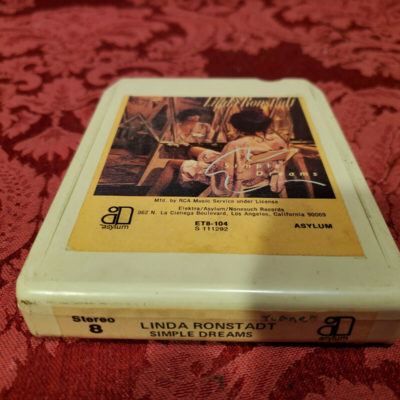 Linda Ronstadt
Simple
Dreams
Mfd. by RCA Music Service under License
Elektra/Asylum/Nonesuch Records
962 N. La Cienega Boulevard, Los Angeles, California 90069
asylum
ET8-104
S 111292
ASYLUM
Stereo
8
LINDA RONSTADT
SIMPLE DREAMS
asylum